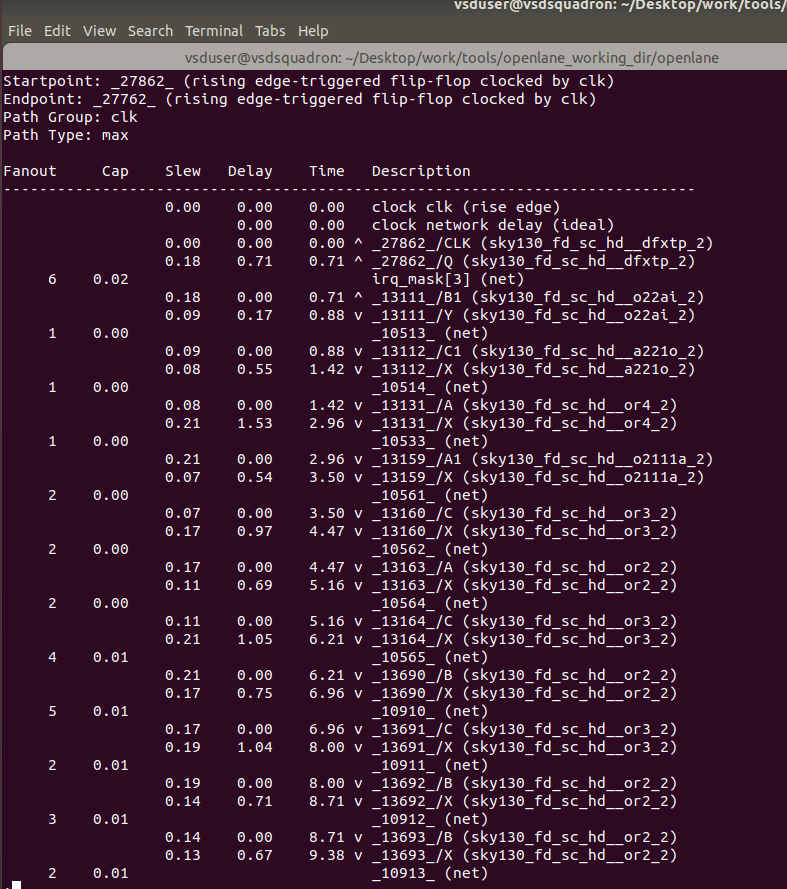 vsduser@vsdsquadron: ~/Desktop/work/tools/
File Edit View Search Terminal Tabs Help
vsduser@vsdsquadron: ~/Desktop/work/tools/openlane_working_dir/openlane
Startpoint: _27862_ (rising edge-triggered flip-flop clocked by clk)
Endpoint: _27762_ (rising edge-triggered flip-flop clocked by clk)
Path Group: clk
Path Type: max
Fanout Cap Slew Delay Time Description
-----------------------------------------------------------------------------
0.00 0.00 0.00 clock clk (rise edge)
0.00 0.00 clock network delay (ideal)
0.00 0.00 0.00 ^ _27862_/CLK (sky130_fd_sc_hd__dfxtp_2)
0.18 0.71 0.71 ^ _27862_/Q (sky130_fd_sc_hd__dfxtp_2)
6 0.02 irq_mask[3] (net)
0.18 0.00 0.71 ^ _13111_/B1 (sky130_fd_sc_hd__o22ai_2)
0.09 0.17 0.88 v _13111_/Y (sky130_fd_sc_hd__o22ai_2)
1 0.00 _10513_ (net)
0.09 0.00 0.88 v _13112_/C1 (sky130_fd_sc_hd__a221o_2)
0.08 0.55 1.42 v _13112_/X (sky130_fd_sc_hd__a221o_2)
1 0.00 _10514_ (net)
0.08 0.00 1.42 v _13131_/A (sky130_fd_sc_hd__or4_2)
0.21 1.53 2.96 v _13131_/X (sky130_fd_sc_hd__or4_2)
1 0.00 _10533_ (net)
0.21 0.00 2.96 v _13159_/A1 (sky130_fd_sc_hd__o2111a_2)
0.07 0.54 3.50 v _13159_/X (sky130_fd_sc_hd__o2111a_2)
2 0.00 _10561_ (net)
0.07 0.00 3.50 v _13160_/C (sky130_fd_sc_hd__or3_2)
0.17 0.97 4.47 v _13160_/X (sky130_fd_sc_hd__or3_2)
2 0.00 _10562_ (net)
0.17 0.00 4.47 v _13163_/A (sky130_fd_sc_hd__or2_2)
0.11 0.69 5.16 v _13163_/X (sky130_fd_sc_hd__or2_2)
2 0.00 _10564_ (net)
0.11 0.00 5.16 v _13164_/C (sky130_fd_sc_hd__or3_2)
0.21 1.05 6.21 v _13164_/X (sky130_fd_sc_hd__or3_2)
4 0.01 _10565_ (net)
0.21 0.00 6.21 v _13690_/B (sky130_fd_sc_hd__or2_2)
0.17 0.75 6.96 v _13690_/X (sky130_fd_sc_hd__or2_2)
5 0.01 _10910_ (net)
0.17 0.00 6.96 v _13691_/C (sky130_fd_sc_hd__or3_2)
0.19 1.04 8.00 v _13691_/X (sky130_fd_sc_hd__or3_2)
2 0.01 _10911_ (net)
0.19 0.00 8.00 v _13692_/B (sky130_fd_sc_hd__or2_2)
0.14 0.71 8.71 v _13692_/X (sky130_fd_sc_hd__or2_2)
3 0.01 _10912_ (net)
0.14 0.00 8.71 v _13693_/B (sky130_fd_sc_hd__or2_2)
0.13 0.67 9.38 v _13693_/X (sky130_fd_sc_hd__or2_2)
2 0.01 _10913_ (net)